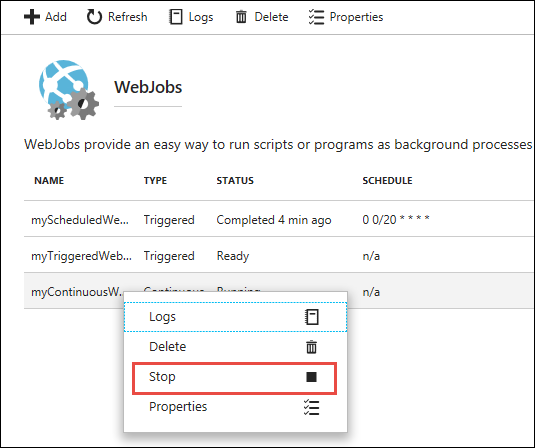 Add Refresh Logs Delete Properties
WebJobs
WebJobs provide an easy way to run scripts or programs as background processes
NAME TYPE STATUS SCHEDULE
myScheduledWe... Triggered Completed 4 min ago 0 0/20 * * * *
myTriggeredWeb... Triggered Ready n/a
myContinuousW... Continuous Running n/a
Logs
Delete
Stop
Properties